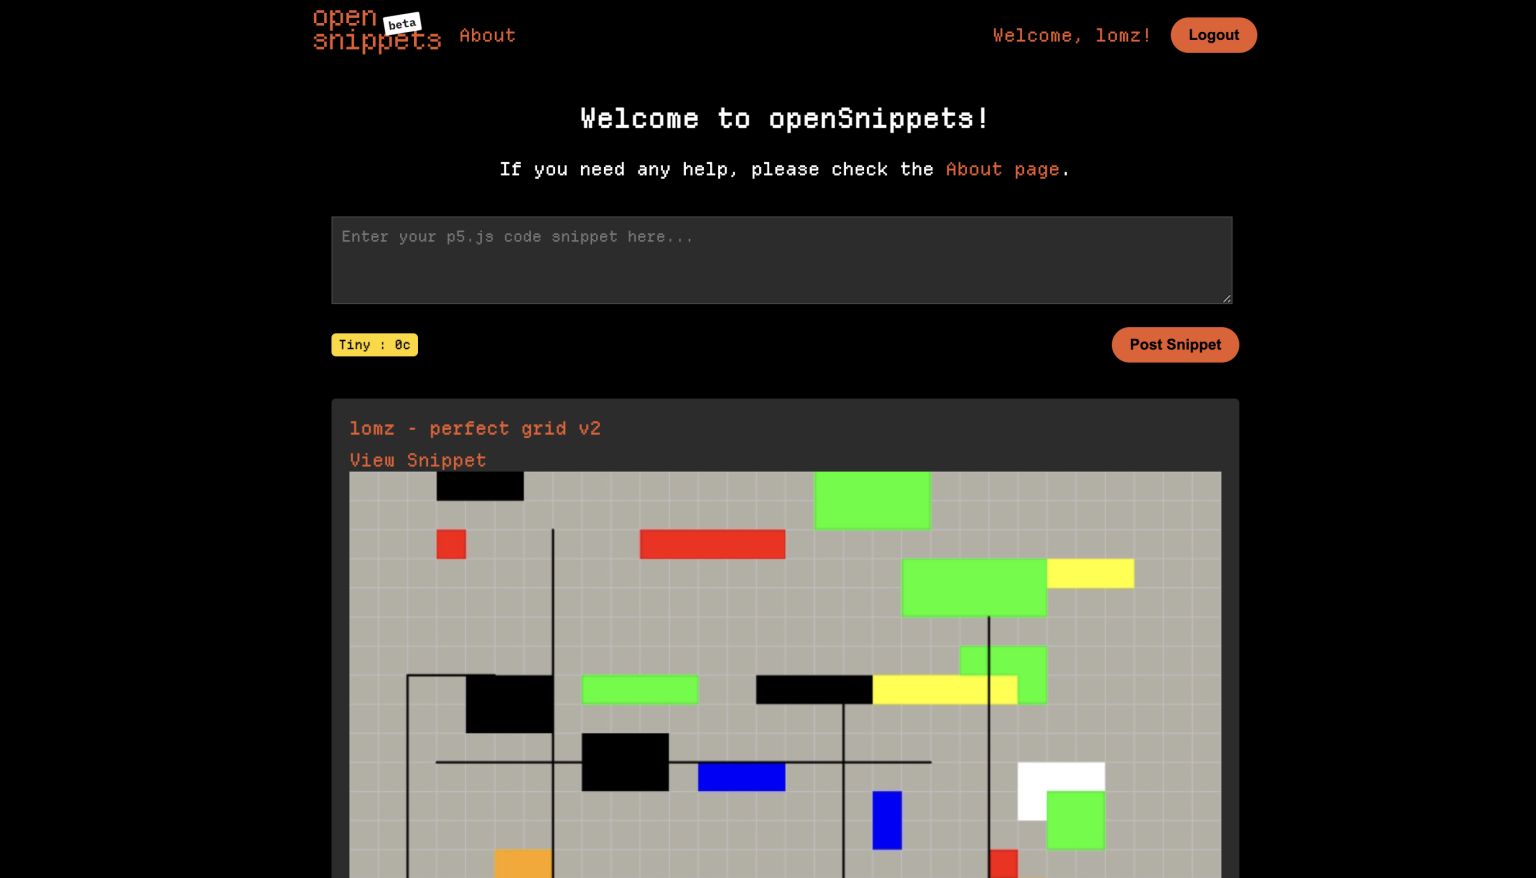 open
beta
snippets
About
Welcome, lomz!
Logout
Welcome to openSnippets!
If you need any help, please check the About page.
Enter your p5.js code snippet here...
Tiny : 0c
Post Snippet
lomz - perfect grid v2
View Snippet